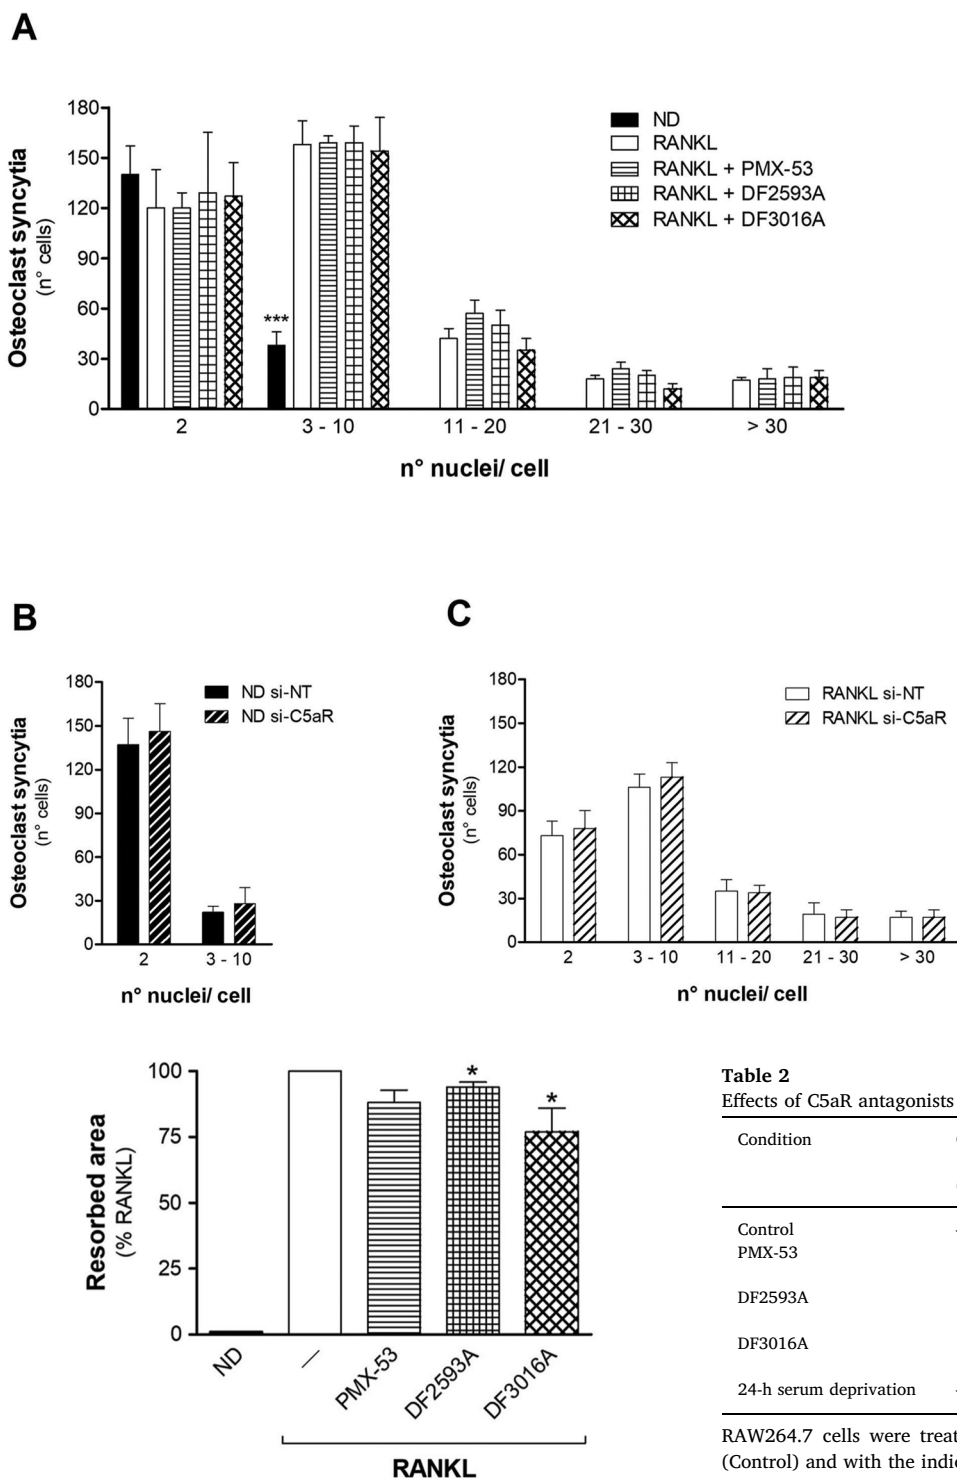 A
Osteoclast syncytia
(n° cells)
180
150
120
90
60
30
0
***
ND
RANKL
RANKL + PMX-53
RANKL + DF2593A
RANKL + DF3016A
2
3 - 10
11 - 20
21 - 30
> 30
n° nuclei/ cell
B
Osteoclast syncytia
(n° cells)
180
150
120
90
60
30
0
ND si-NT
ND si-C5aR
2
3 - 10
n° nuclei/ cell
C
Osteoclast syncytia
(n° cells)
180
150
120
90
60
30
0
RANKL si-NT
RANKL si-C5aR
2
3 - 10
11 - 20
21 - 30
> 30
n° nuclei/ cell
Resorbed area
(% RANKL)
100
75
50
25
0
*
*
ND
—
PMX-53
DF2593A
DF3016A
RANKL
Table 2
Effects of C5aR antagonists
Condition
Control
PMX-53
DF2593A
DF3016A
24-h serum deprivation
RAW264.7 cells were treat
(Control) and with the indic